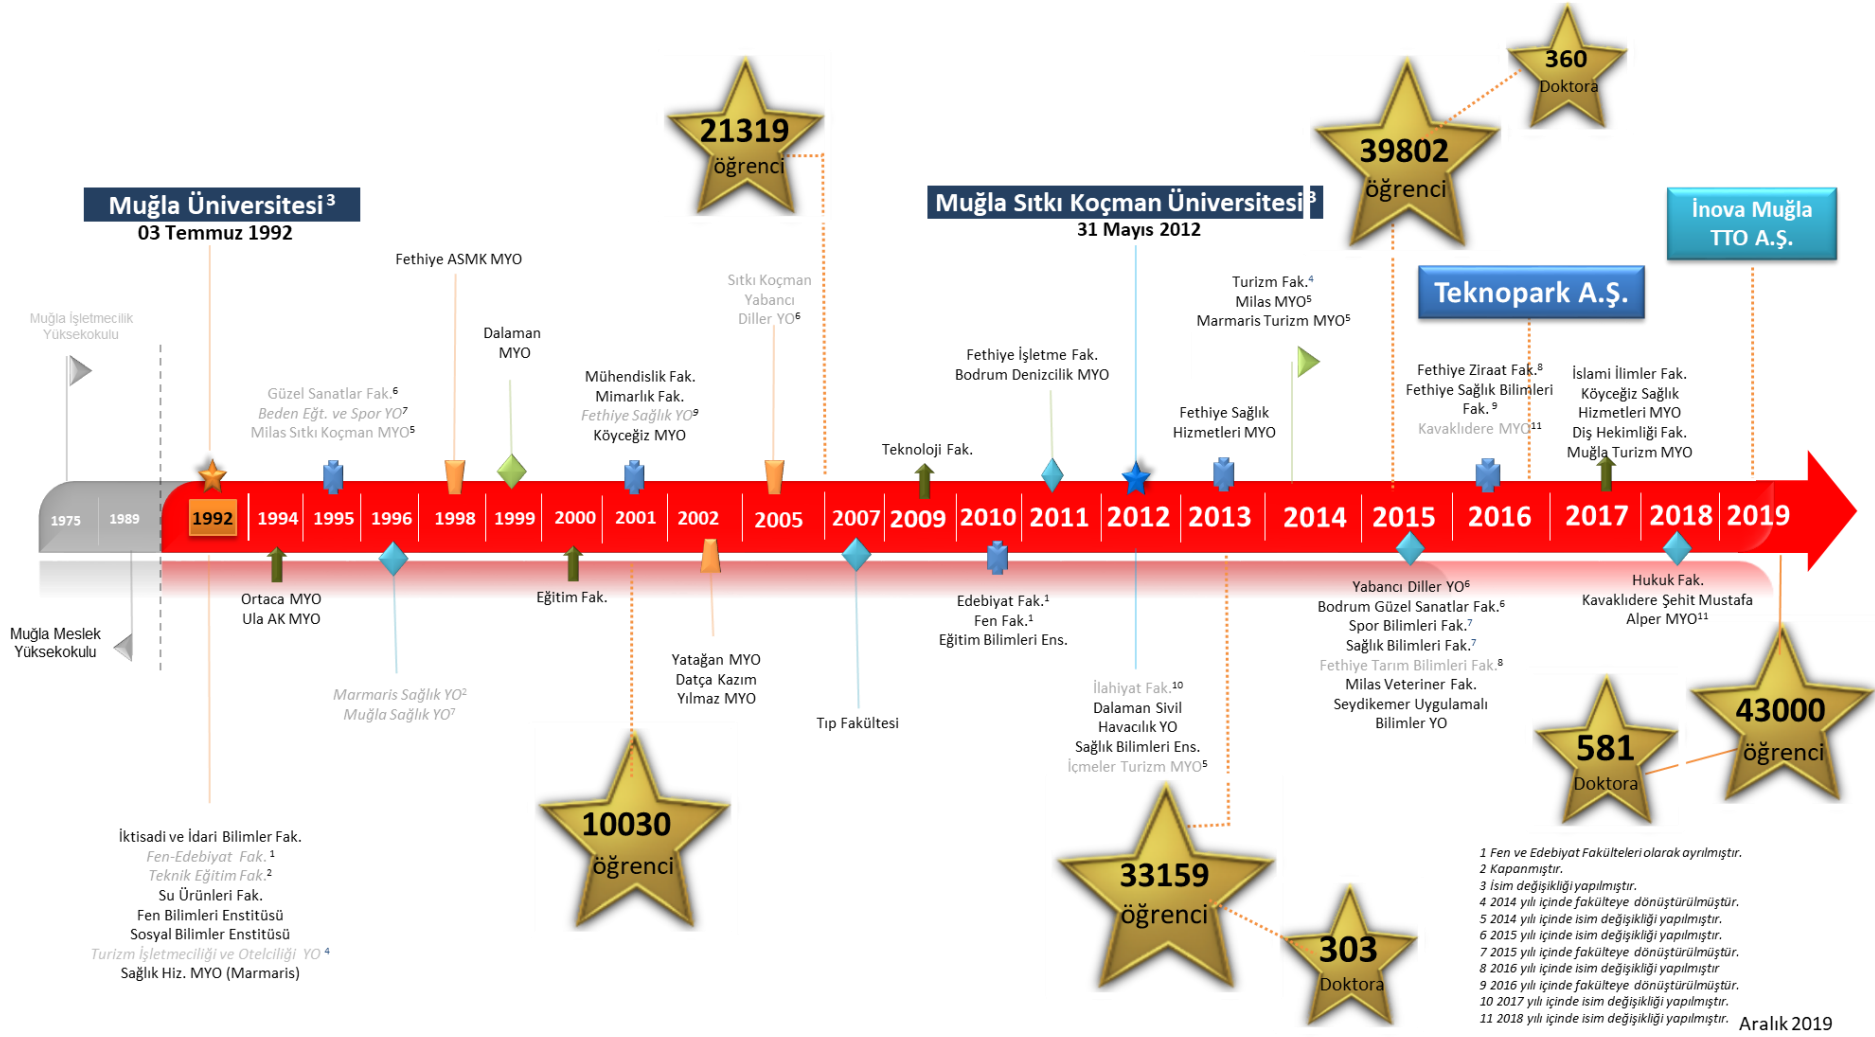 360
Doktora
21319
öğrenci
39802
öğrenci
Muğla Üniversitesi³
03 Temmuz 1992
Muğla Sıtkı Koçman Üniversitesi³
31 Mayıs 2012
İnova Muğla
TTO A.Ş.
Fethiye ASMK MYO
Sıtkı Koçman
Yabancı
Diller YO⁶
Turizm Fak.⁴
Milas MYO⁵
Marmaris Turizm MYO⁵
Teknopark A.Ş.
Muğla İşletmecilik
Yüksekokulu
Dalaman
MYO
Fethiye İşletme Fak.
Bodrum Denizcilik MYO
Güzel Sanatlar Fak.⁶
Beden Eğt. ve Spor YO⁷
Milas Sıtkı Koçman MYO⁵
Mühendislik Fak.
Mimarlık Fak.
Fethiye Sağlık YO⁹
Köyceğiz MYO
Fethiye Sağlık
Hizmetleri MYO
Fethiye Ziraat Fak.⁸
Fethiye Sağlık Bilimleri
Fak. ⁹
Kavaklıdere MYO¹¹
İslami İlimler Fak.
Köyceğiz Sağlık
Hizmetleri MYO
Diş Hekimliği Fak.
Muğla Turizm MYO
Teknoloji Fak.
1975 1989 1992 1994 1995 1996 1998 1999 2000 2001 2002 2005 2007 2009 2010 2011 2012 2013 2014 2015 2016 2017 2018 2019
Muğla Meslek
Yüksekokulu
Ortaca MYO
Ula AK MYO
Eğitim Fak.
Edebiyat Fak.¹
Fen Fak.¹
Eğitim Bilimleri Ens.
Yabancı Diller YO⁶
Bodrum Güzel Sanatlar Fak.⁶
Spor Bilimleri Fak.⁷
Sağlık Bilimleri Fak.⁷
Fethiye Tarım Bilimleri Fak.⁸
Milas Veteriner Fak.
Seydikemer Uygulamalı
Bilimler YO
Hukuk Fak.
Kavaklıdere Şehit Mustafa
Alper MYO¹¹
Marmaris Sağlık YO²
Muğla Sağlık YO⁷
Yatağan MYO
Datça Kazım
Yılmaz MYO
Tıp Fakültesi
İlahiyat Fak.¹⁰
Dalaman Sivil
Havacılık YO
Sağlık Bilimleri Ens.
İçmeler Turizm MYO⁵
581
Doktora
43000
öğrenci
10030
öğrenci
33159
öğrenci
303
Doktora
İktisadi ve İdari Bilimler Fak.
Fen-Edebiyat Fak.¹
Teknik Eğitim Fak.²
Su Ürünleri Fak.
Fen Bilimleri Enstitüsü
Sosyal Bilimler Enstitüsü
Turizm İşletmeciliği ve Otelciliği YO ⁴
Sağlık Hiz. MYO (Marmaris)
1 Fen ve Edebiyat Fakülteleri olarak ayrılmıştır.
2 Kapanmıştır.
3 İsim değişikliği yapılmıştır.
4 2014 yılı içinde fakülteye dönüştürülmüştür.
5 2014 yılı içinde isim değişikliği yapılmıştır.
6 2015 yılı içinde isim değişikliği yapılmıştır.
7 2015 yılı içinde fakülteye dönüştürülmüştür.
8 2016 yılı içinde isim değişikliği yapılmıştır
9 2016 yılı içinde fakülteye dönüştürülmüştür.
10 2017 yılı içinde isim değişikliği yapılmıştır.
11 2018 yılı içinde isim değişikliği yapılmıştır.
Aralık 2019